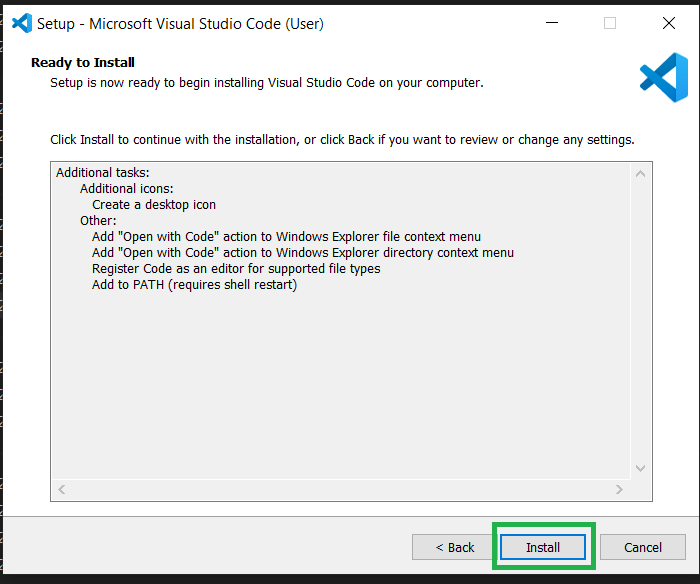 Setup - Microsoft Visual Studio Code (User)
Ready to Install
Setup is now ready to begin installing Visual Studio Code on your computer.
Click Install to continue with the installation, or click Back if you want to review or change any settings.
Additional tasks:
Additional icons:
Create a desktop icon
Other:
Add "Open with Code" action to Windows Explorer file context menu
Add "Open with Code" action to Windows Explorer directory context menu
Register Code as an editor for supported file types
Add to PATH (requires shell restart)
< Back
Install
Cancel